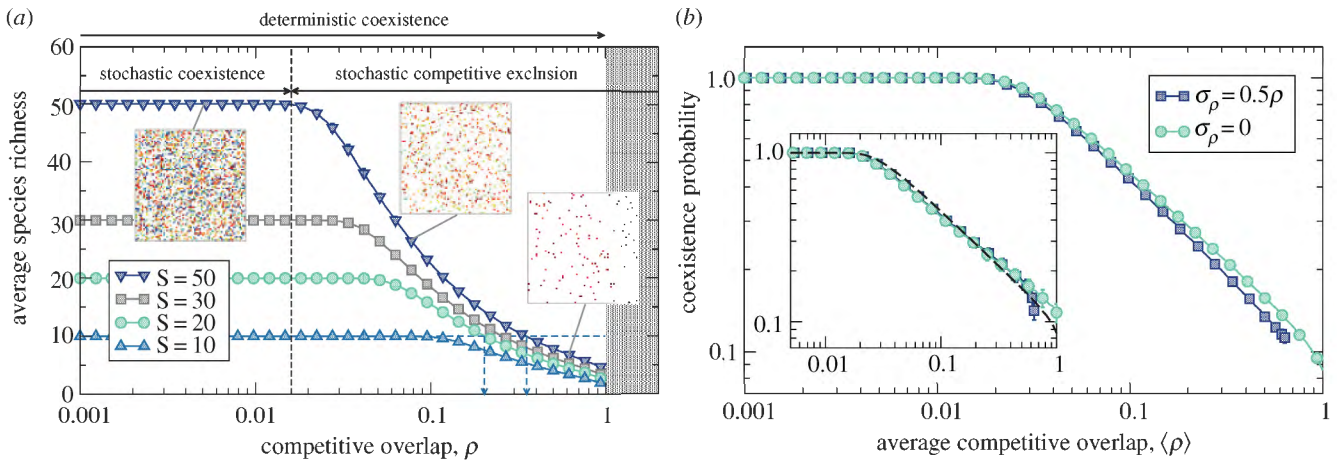 (a)
deterministic coexistence
stochastic coexistence
stochastic competitive exclnsion
average species richness
60
50
40
30
20
10
0
S = 50
S = 30
S = 20
S = 10
0.001
0.01
0.1
1
competitive overlap, ρ
(b)
coexistence probability
1.0
0.1
σρ = 0.5ρ
σρ = 0
1.0
0.1
0.01
0.1
1
0.001
0.01
0.1
1
average competitive overlap, ⟨ρ⟩